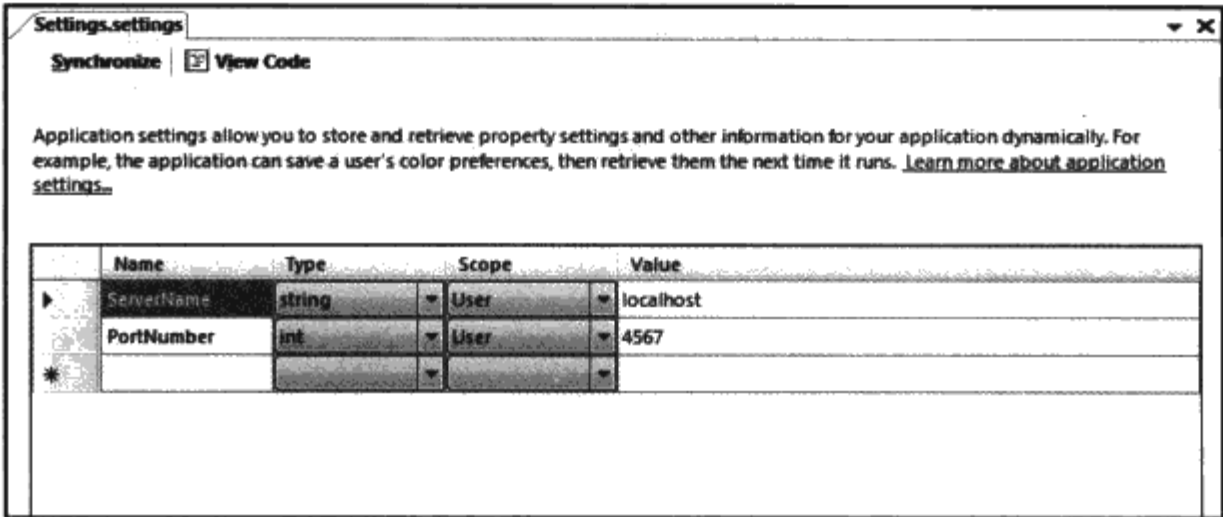 Settings.settings
Synchronize View Code
Application settings allow you to store and retrieve property settings and other information for your application dynamically. For
example, the application can save a user's color preferences, then retrieve them the next time it runs. Learn more about application
settings...
Name Type Scope Value
ServerName string User localhost
PortNumber int User 4567